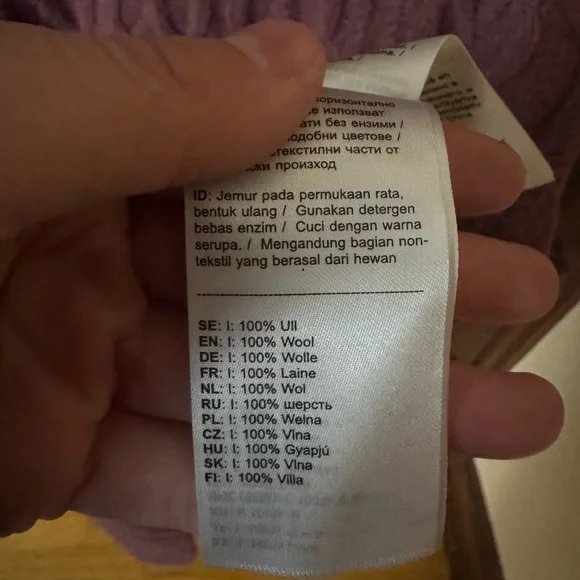 хоризонтално
използват
ати без ензими /
подобни цветове /
текстилни части от
ски произход
ID: Jemur pada permukaan rata,
bentuk ulang / Gunakan detergen
bebas enzim / Cuci dengan warna
serupa. / Mengandung bagian non-
tekstil yang berasal dari hewan
SE: I: 100% Ull
EN: I: 100% Wool
DE: I: 100% Wolle
FR: I: 100% Laine
NL: I: 100% Wol
RU: I: 100% шерсть
PL: I: 100% Wełna
CZ: I: 100% Vlna
HU: I: 100% Gyapjú
SK: I: 100% Vlna
FI: I: 100% Villa